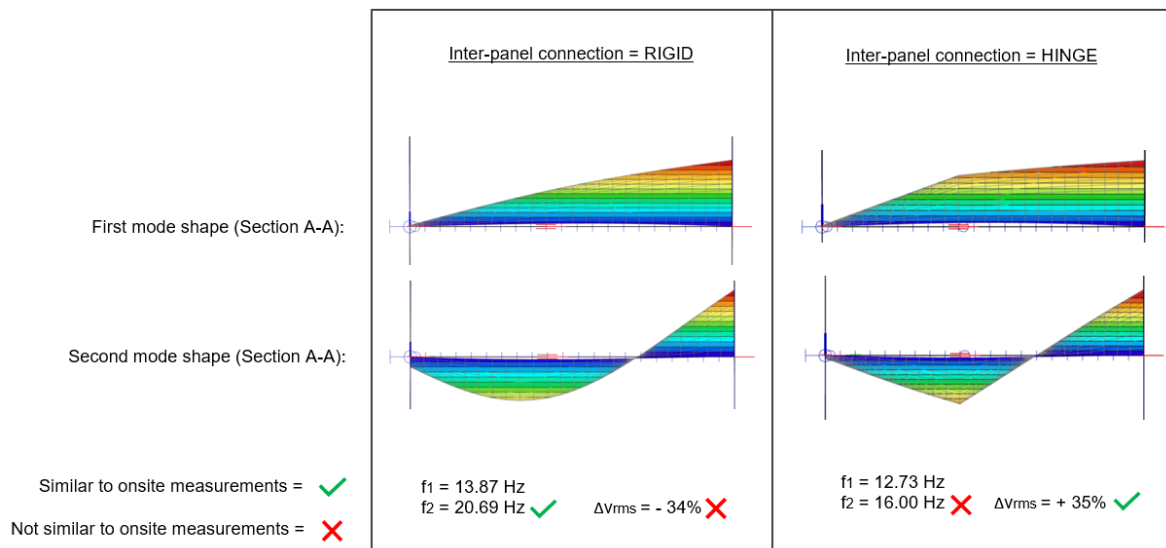 Inter-panel connection = RIGID
Inter-panel connection = HINGE
First mode shape (Section A-A):
Second mode shape (Section A-A):
Similar to onsite measurements = ✓
Not similar to onsite measurements = ✗
f1 = 13.87 Hz
f2 = 20.69 Hz ✓ Δvrms = - 34% ✗
f1 = 12.73 Hz
f2 = 16.00 Hz ✗ Δvrms = + 35% ✓